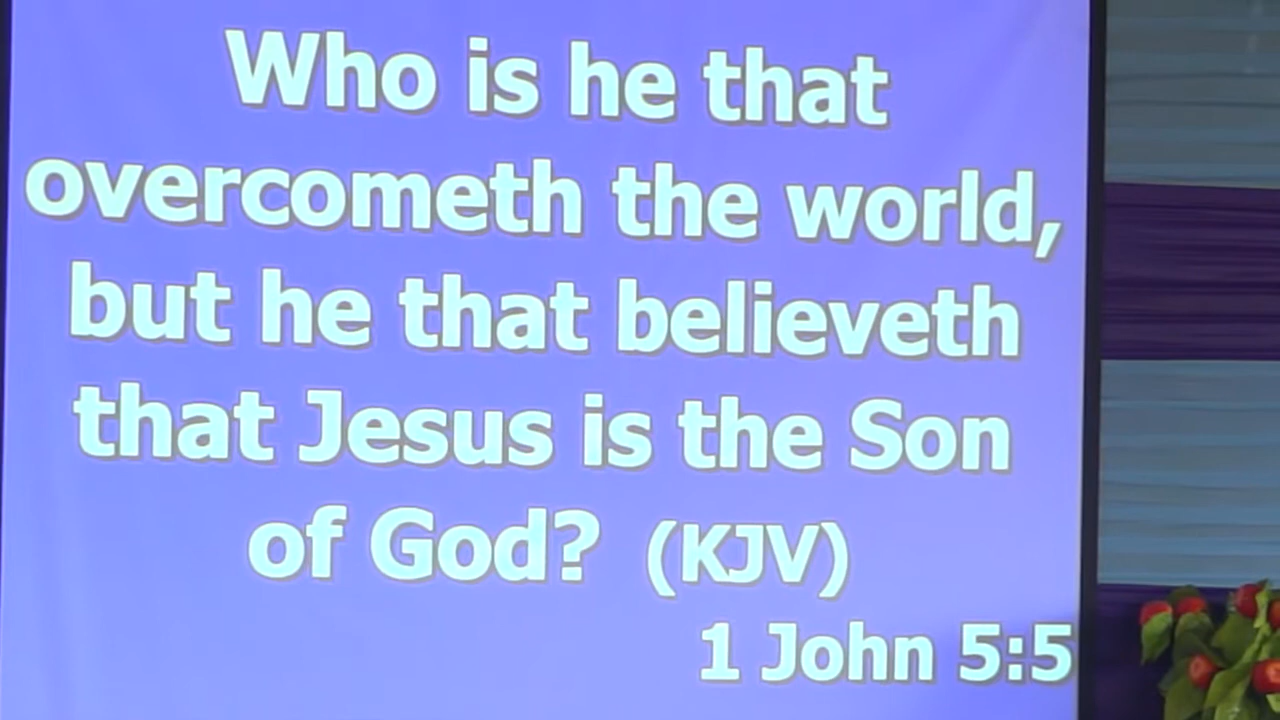 Who is he that
overcometh the world,
but he that believeth
that Jesus is the Son
of God? (KJV)
1 John 5:5